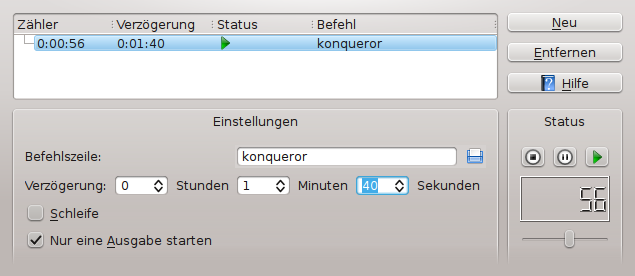 Zähler Verzögerung Status Befehl
0:00:56 0:01:40 konqueror
Neu
Entfernen
Hilfe
Einstellungen
Befehlszeile: konqueror
Verzögerung: 0 Stunden 1 Minuten 40 Sekunden
Schleife
Nur eine Ausgabe starten
Status
56